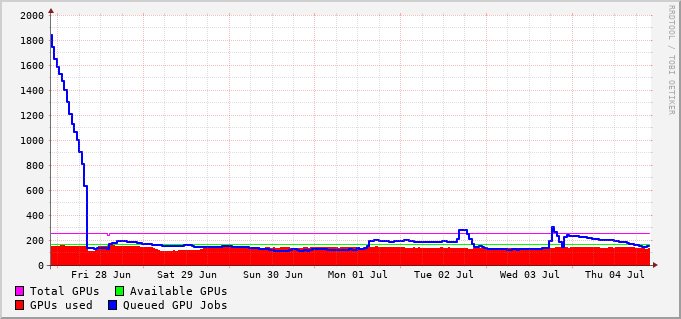 2000
1800
1600
1400
1200
1000
800
600
400
200
0
Fri 28 Jun Sat 29 Jun Sun 30 Jun Mon 01 Jul Tue 02 Jul Wed 03 Jul Thu 04 Jul
Total GPUs Available GPUs
GPUs used Queued GPU Jobs
RRDTOOL / TOBI OETIKER